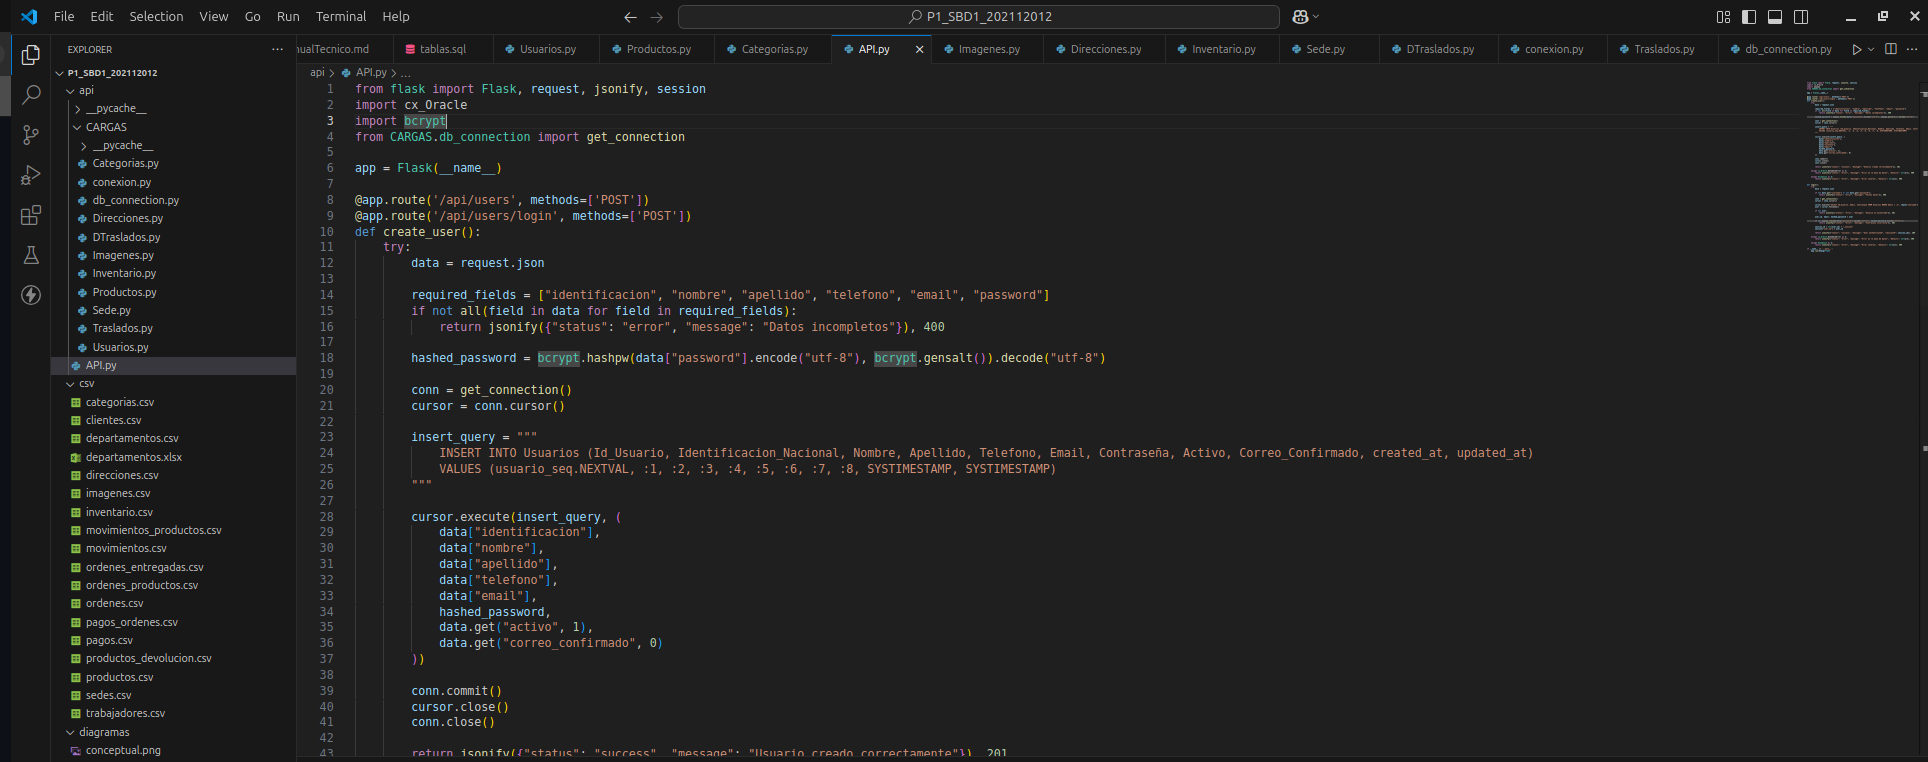 File Edit Selection View Go Run Terminal Help
P1_SBD1_202112012
EXPLORER
P1_SBD1_202112012
api
__pycache__
CARGAS
__pycache__
Categorias.py
conexion.py
db_connection.py
Direcciones.py
DTraslados.py
Imagenes.py
Inventario.py
Productos.py
Sede.py
Traslados.py
Usuarios.py
API.py
csv
categorias.csv
clientes.csv
departamentos.csv
departamentos.xlsx
direcciones.csv
imagenes.csv
inventario.csv
movimientos_productos.csv
movimientos.csv
ordenes_entregadas.csv
ordenes_productos.csv
ordenes.csv
pagos_ordenes.csv
pagos.csv
productos_devolucion.csv
productos.csv
sedes.csv
trabajadores.csv
diagramas
conceptual.png
nualTecnico.md tablas.sql Usuarios.py Productos.py Categorias.py API.py Imagenes.py Direcciones.py Inventario.py Sede.py DTraslados.py conexion.py Traslados.py db_connection.py
api > API.py > ...
1 from flask import Flask, request, jsonify, session
2 import cx_Oracle
3 import bcrypt
4 from CARGAS.db_connection import get_connection
5
6 app = Flask(__name__)
7
8 @app.route('/api/users', methods=['POST'])
9 @app.route('/api/users/login', methods=['POST'])
10 def create_user():
11 try:
12 data = request.json
13
14 required_fields = ["identificacion", "nombre", "apellido", "telefono", "email", "password"]
15 if not all(field in data for field in required_fields):
16 return jsonify({"status": "error", "message": "Datos incompletos"}), 400
17
18 hashed_password = bcrypt.hashpw(data["password"].encode("utf-8"), bcrypt.gensalt()).decode("utf-8")
19
20 conn = get_connection()
21 cursor = conn.cursor()
22
23 insert_query = """
24 INSERT INTO Usuarios (Id_Usuario, Identificacion_Nacional, Nombre, Apellido, Telefono, Email, Contraseña, Activo, Correo_Confirmado, created_at, updated_at)
25 VALUES (usuario_seq.NEXTVAL, :1, :2, :3, :4, :5, :6, :7, :8, SYSTIMESTAMP, SYSTIMESTAMP)
26 """
27
28 cursor.execute(insert_query, (
29 data["identificacion"],
30 data["nombre"],
31 data["apellido"],
32 data["telefono"],
33 data["email"],
34 hashed_password,
35 data.get("activo", 1),
36 data.get("correo_confirmado", 0)
37 ))
38
39 conn.commit()
40 cursor.close()
41 conn.close()
42
43 return jsonify({"status": "success", "message": "Usuario creado correctamente"}), 201